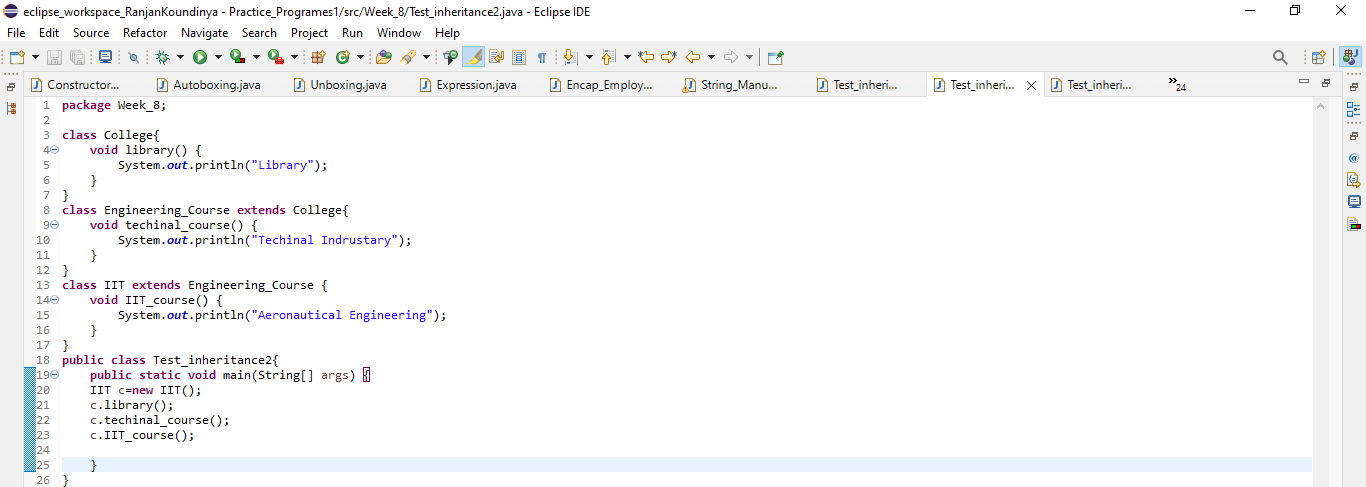 eclipse_workspace_RanjanKoundinya - Practice_Programes1/src/Week_8/Test_inheritance2.java - Eclipse IDE
File Edit Source Refactor Navigate Search Project Run Window Help
Constructor... Autoboxing.java Unboxing.java Expression.java Encap_Employ... String_Manu... Test_inheri... Test_inheri... Test_inheri... »24
1 package Week_8;
2
3 class College{
4 void library() {
5 System.out.println("Library");
6 }
7 }
8 class Engineering_Course extends College{
9 void techinal_course() {
10 System.out.println("Techinal Indrustary");
11 }
12 }
13 class IIT extends Engineering_Course {
14 void IIT_course() {
15 System.out.println("Aeronautical Engineering");
16 }
17 }
18 public class Test_inheritance2{
19 public static void main(String[] args) {
20 IIT c=new IIT();
21 c.library();
22 c.techinal_course();
23 c.IIT_course();
24
25 }
26 }